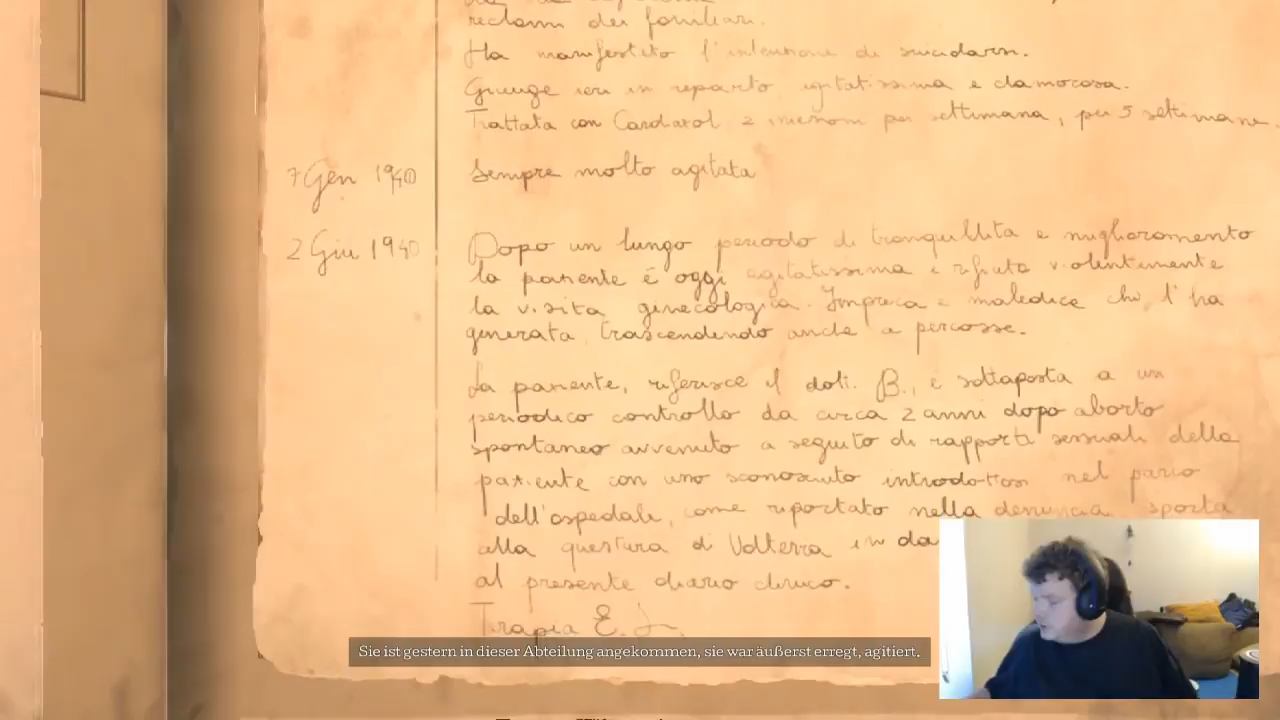 reclami dei familiari.
Ha manifestato l'intenzione di suicidarsi.
Giunge ieri in reparto agitatissima e clamorosa.
Trattata con Cardiazol 2 iniezioni per settimana, per 5 settimane.
7 Gen 1940
Sempre molto agitata
2 Giu 1940
Dopo un lungo periodo di tranquillità e miglioramento
la paziente é oggi agitatissima e rifiuta violentemente
la visita ginecologica. Impreca e maledice chi l'ha
generata trascendendo anche a percosse.
La paziente, riferisce il dott. B., è sottoposta a un
periodico controllo da circa 2 anni dopo aborto
spontaneo avvenuto a seguito di rapporti sessuali della
paziente con uno sconosciuto introdottosi nel parco
dell'ospedale, come riportato nella denuncia sporta
alla questura di Volterra in da
al presente diario clinico.
Terapia E.
Sie ist gestern in dieser Abteilung angekommen, sie war äußerst erregt, agitiert.